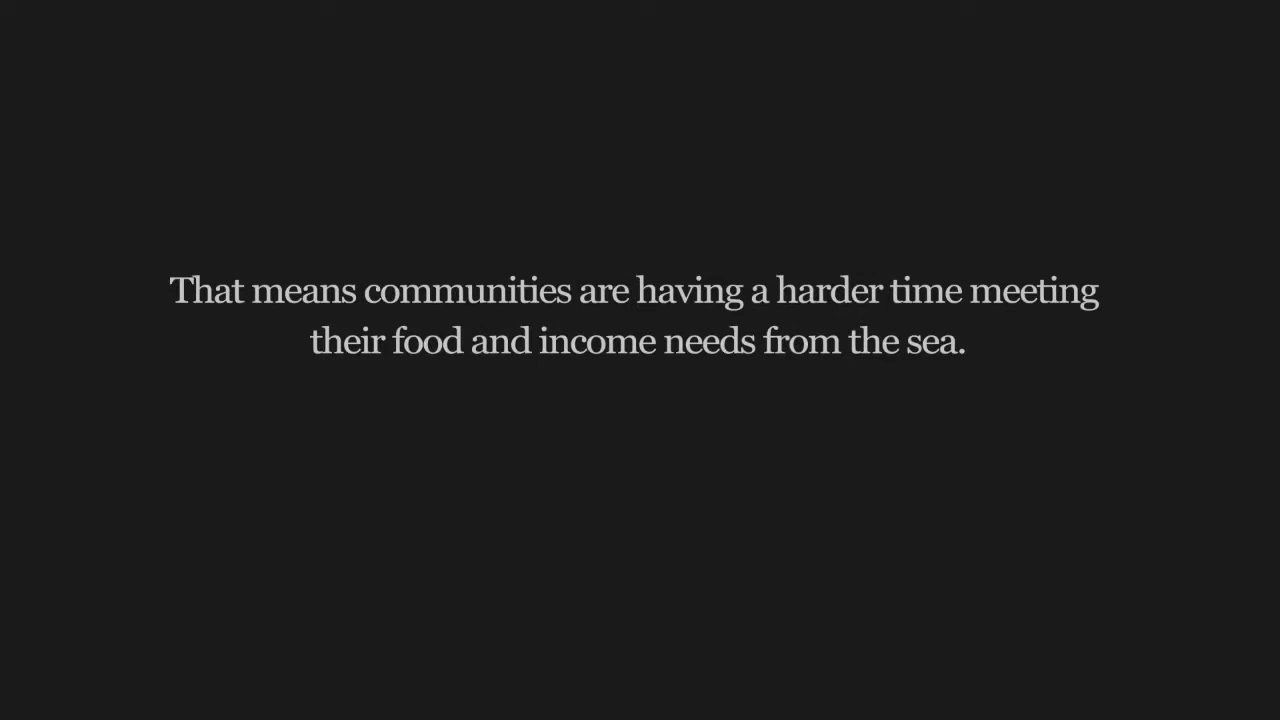 That means communities are having a harder time meeting
their food and income needs from the sea.